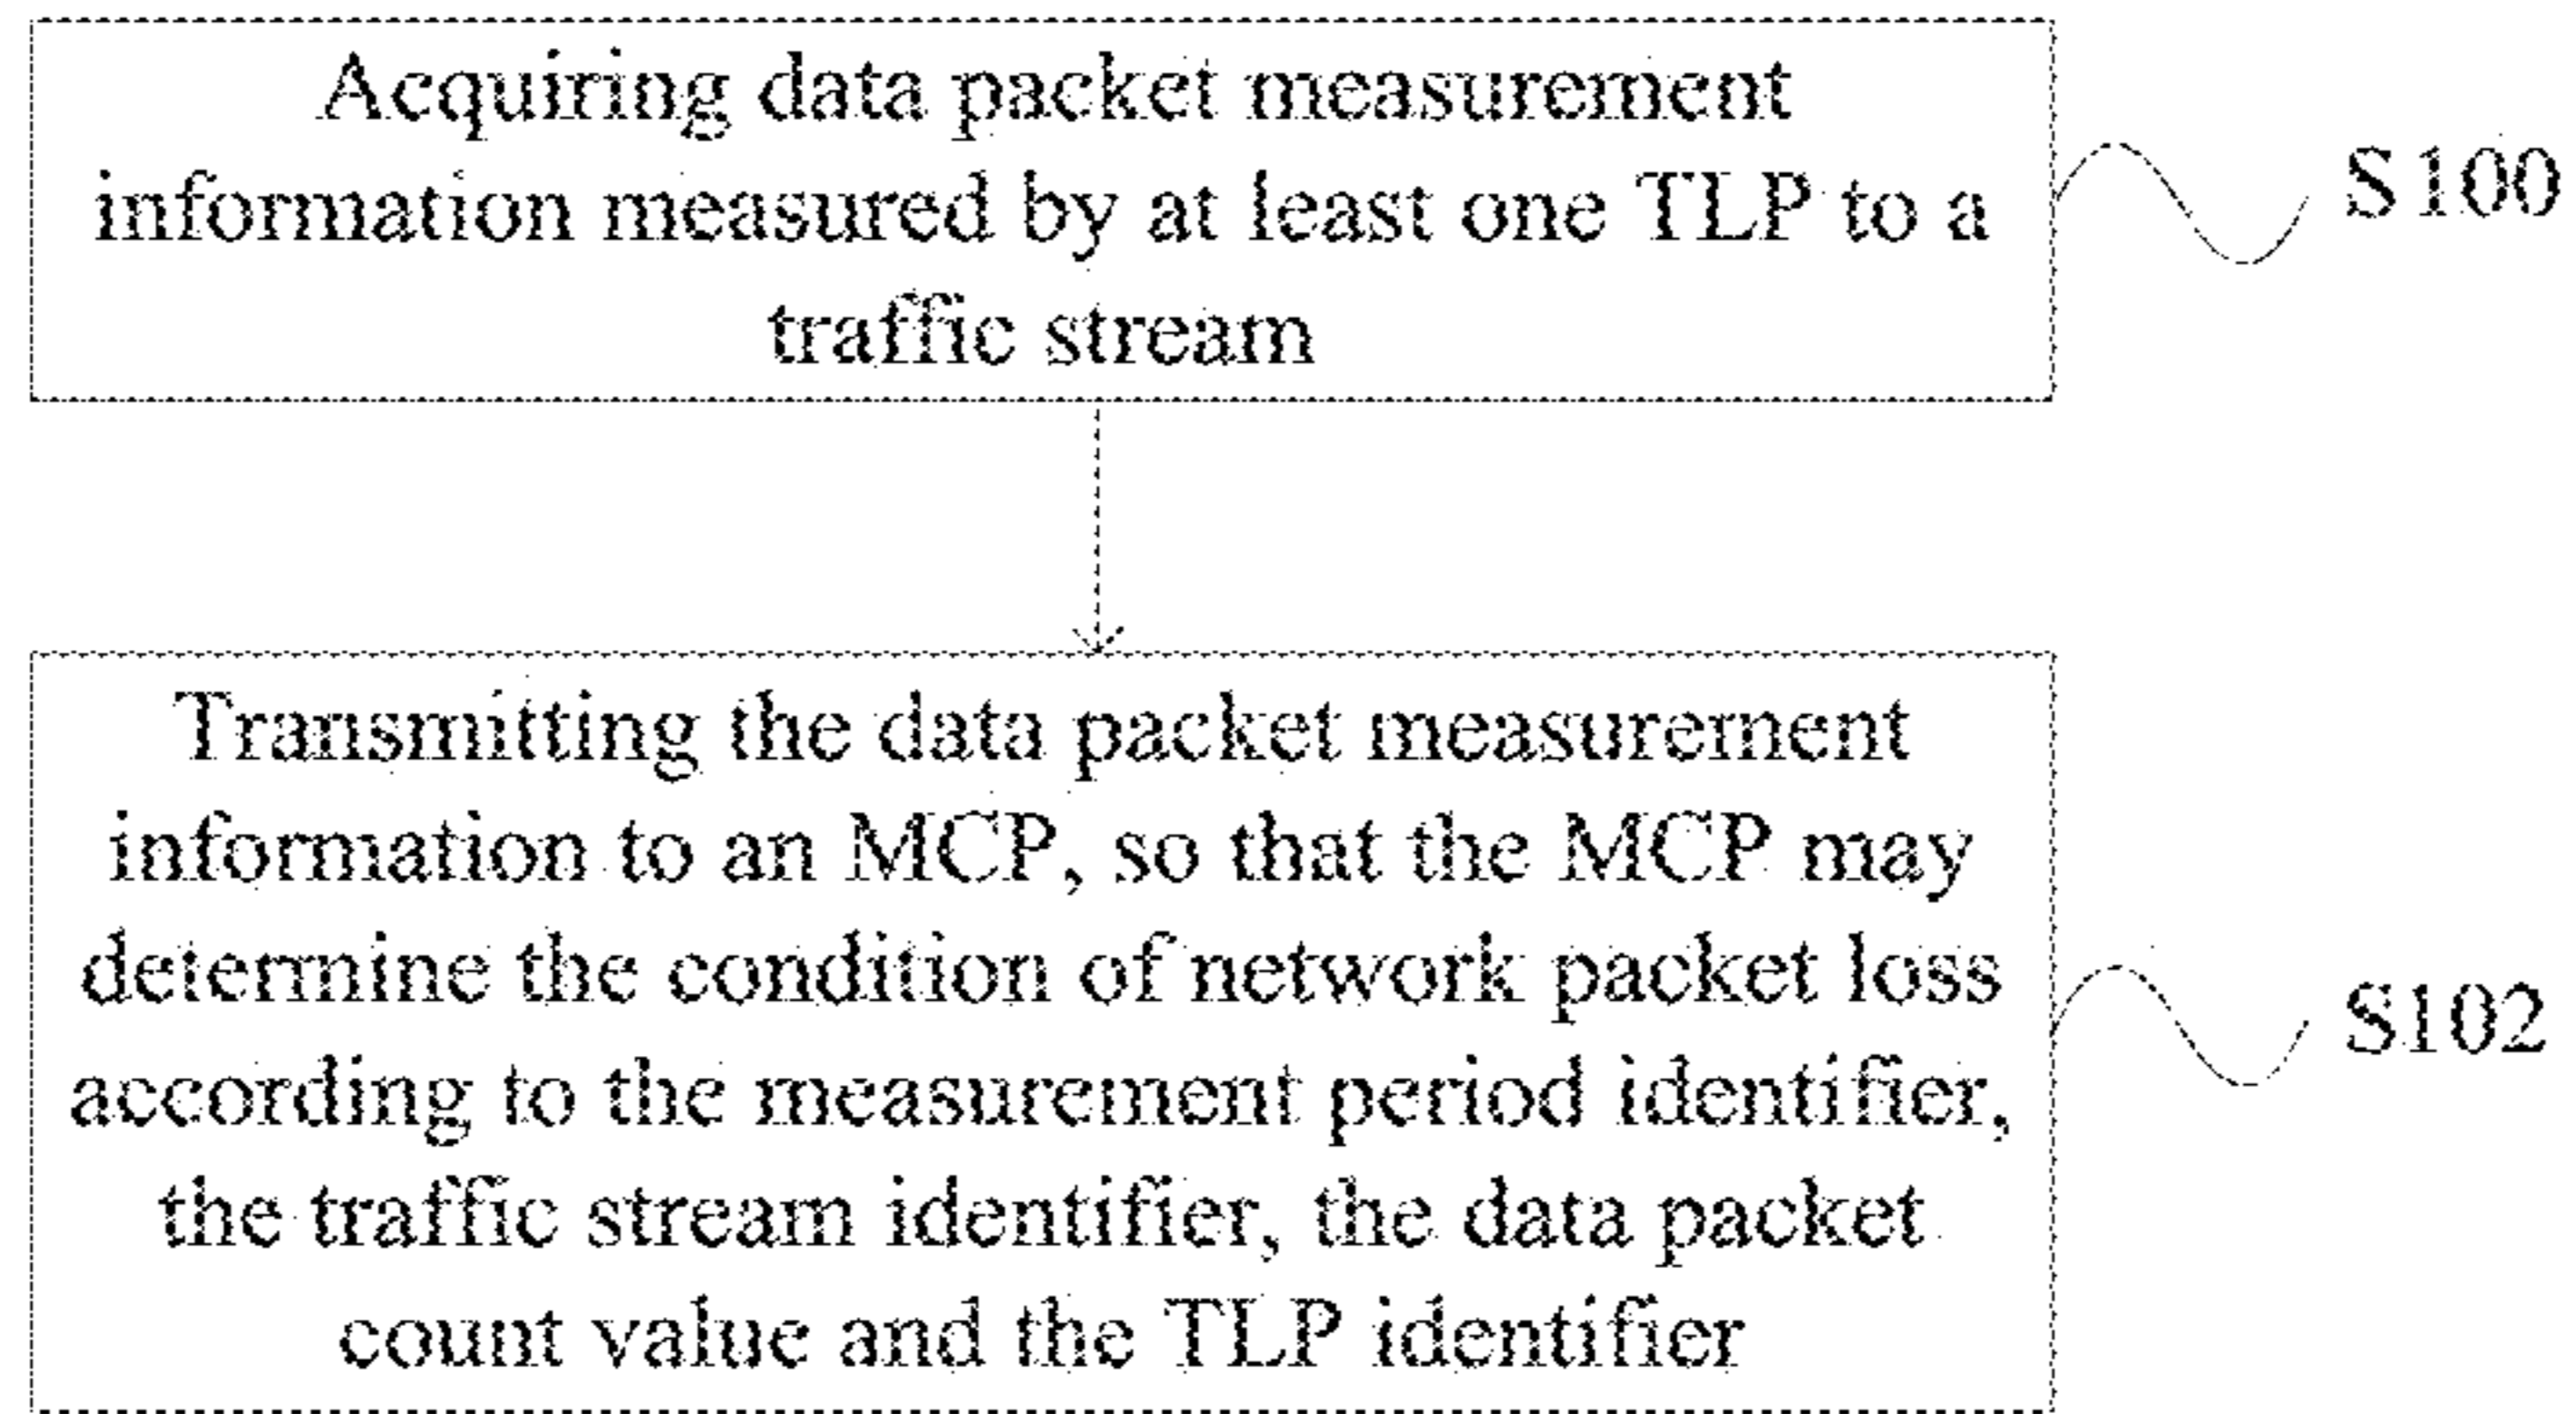 Acquiring data packet measurement
information measured by at least one TLP to a
traffic stream
S100
Transmitting the data packet measurement
information to an MCP, so that the MCP may
determine the condition of network packet loss
according to the measurement period identifier,
the traffic stream identifier, the data packet
count value and the TLP identifier
S102